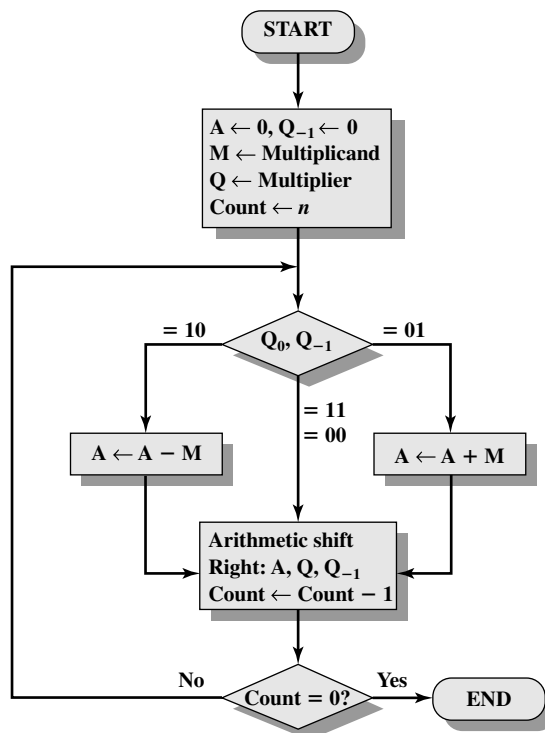 START
A ← 0, Q₋₁ ← 0
M ← Multiplicand
Q ← Multiplier
Count ← n
= 10
Q₀, Q₋₁
= 01
= 11
= 00
A ← A − M
A ← A + M
Arithmetic shift
Right: A, Q, Q₋₁
Count ← Count − 1
No
Count = 0?
Yes
END